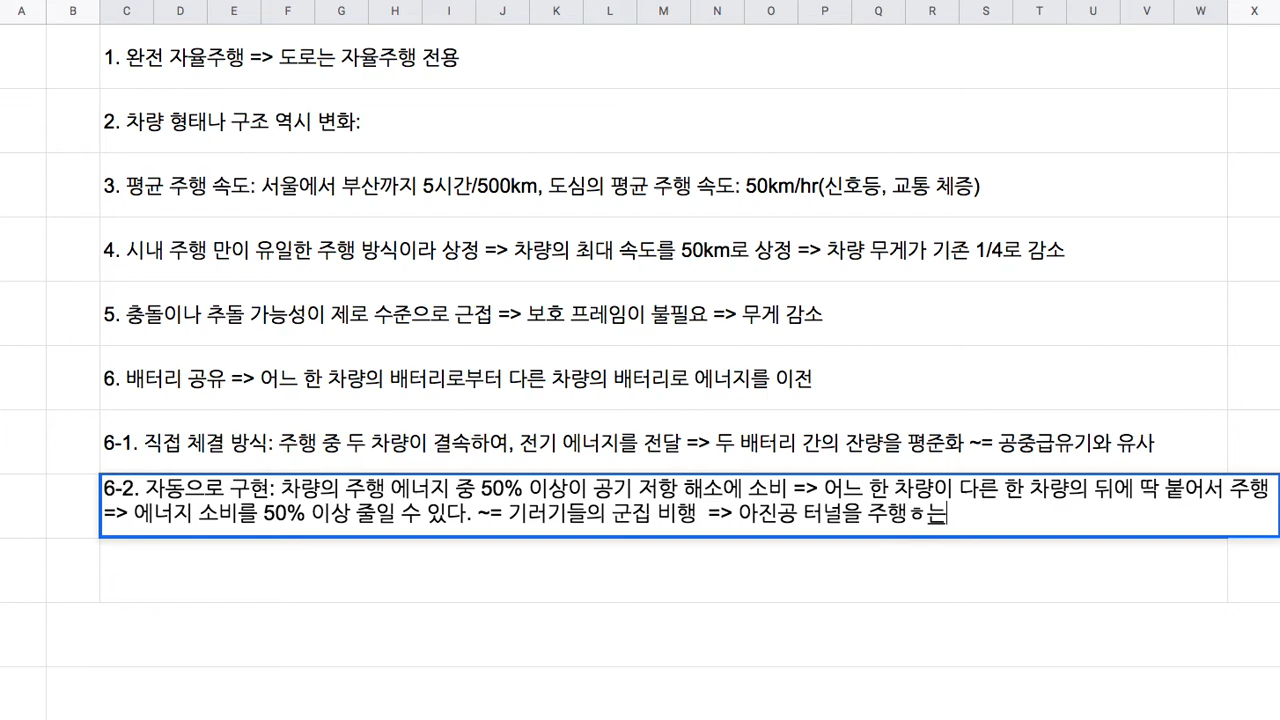 A B C D E F G H I J K L M N O P Q R S T U V W X
1. 완전 자율주행 => 도로는 자율주행 전용
2. 차량 형태나 구조 역시 변화:
3. 평균 주행 속도: 서울에서 부산까지 5시간/500km, 도심의 평균 주행 속도: 50km/hr(신호등, 교통 체증)
4. 시내 주행 만이 유일한 주행 방식이라 상정 => 차량의 최대 속도를 50km로 상정 => 차량 무게가 기존 1/4로 감소
5. 충돌이나 추돌 가능성이 제로 수준으로 근접 => 보호 프레임이 불필요 => 무게 감소
6. 배터리 공유 => 어느 한 차량의 배터리로부터 다른 차량의 배터리로 에너지를 이전
6-1. 직접 체결 방식: 주행 중 두 차량이 결속하여, 전기 에너지를 전달 => 두 배터리 간의 잔량을 평준화 ~= 공중급유기와 유사
6-2. 자동으로 구현: 차량의 주행 에너지 중 50% 이상이 공기 저항 해소에 소비 => 어느 한 차량이 다른 한 차량의 뒤에 딱 붙어서 주행
=> 에너지 소비를 50% 이상 줄일 수 있다. ~= 기러기들의 군집 비행  => 아진공 터널을 주행ㅎ는